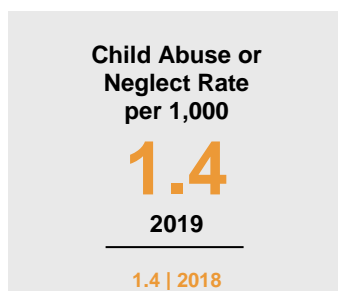 Child Abuse or
Neglect Rate
per 1,000
1.4
2019
1.4 | 2018